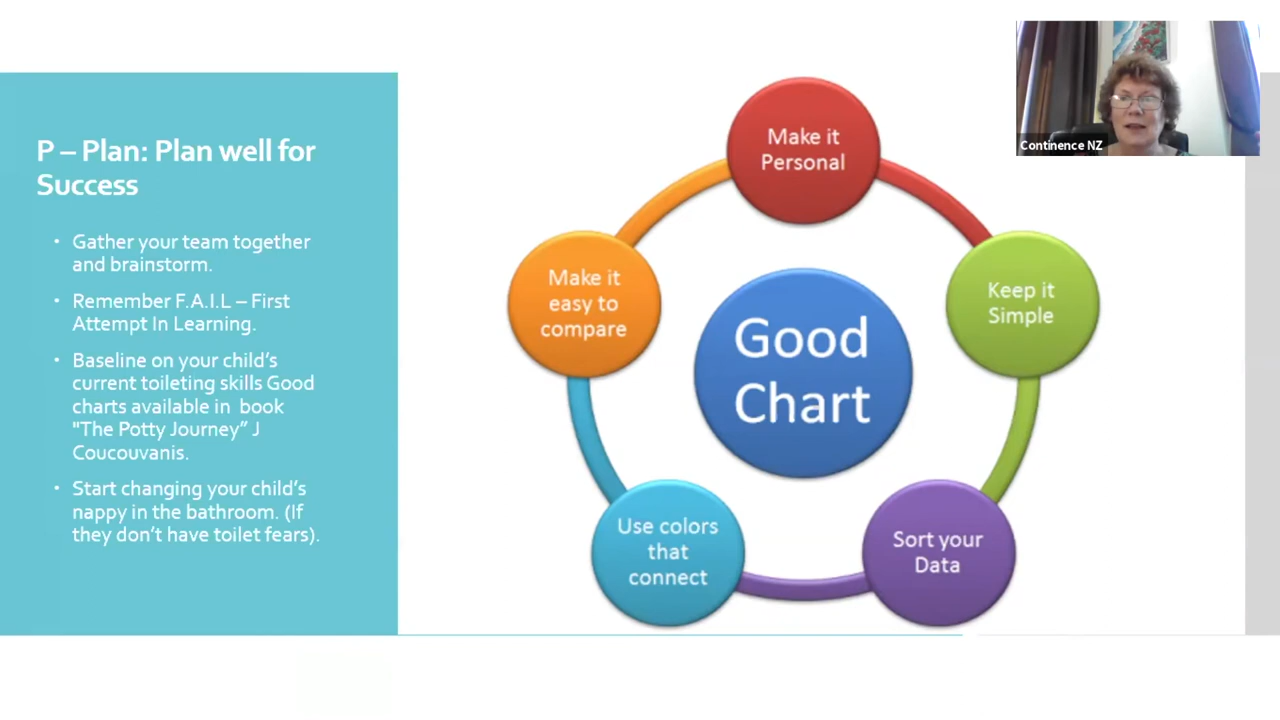 P – Plan: Plan well for
Success
• Gather your team together
and brainstorm.
• Remember F.A.I.L – First
Attempt In Learning.
• Baseline on your child's
current toileting skills Good
charts available in book
"The Potty Journey” J
Coucouvanis.
• Start changing your child's
nappy in the bathroom. (If
they don't have toilet fears).
Make it
Personal
Keep it
Simple
Sort your
Data
Use colors
that
connect
Make it
easy to
compare
Good
Chart
Continence NZ